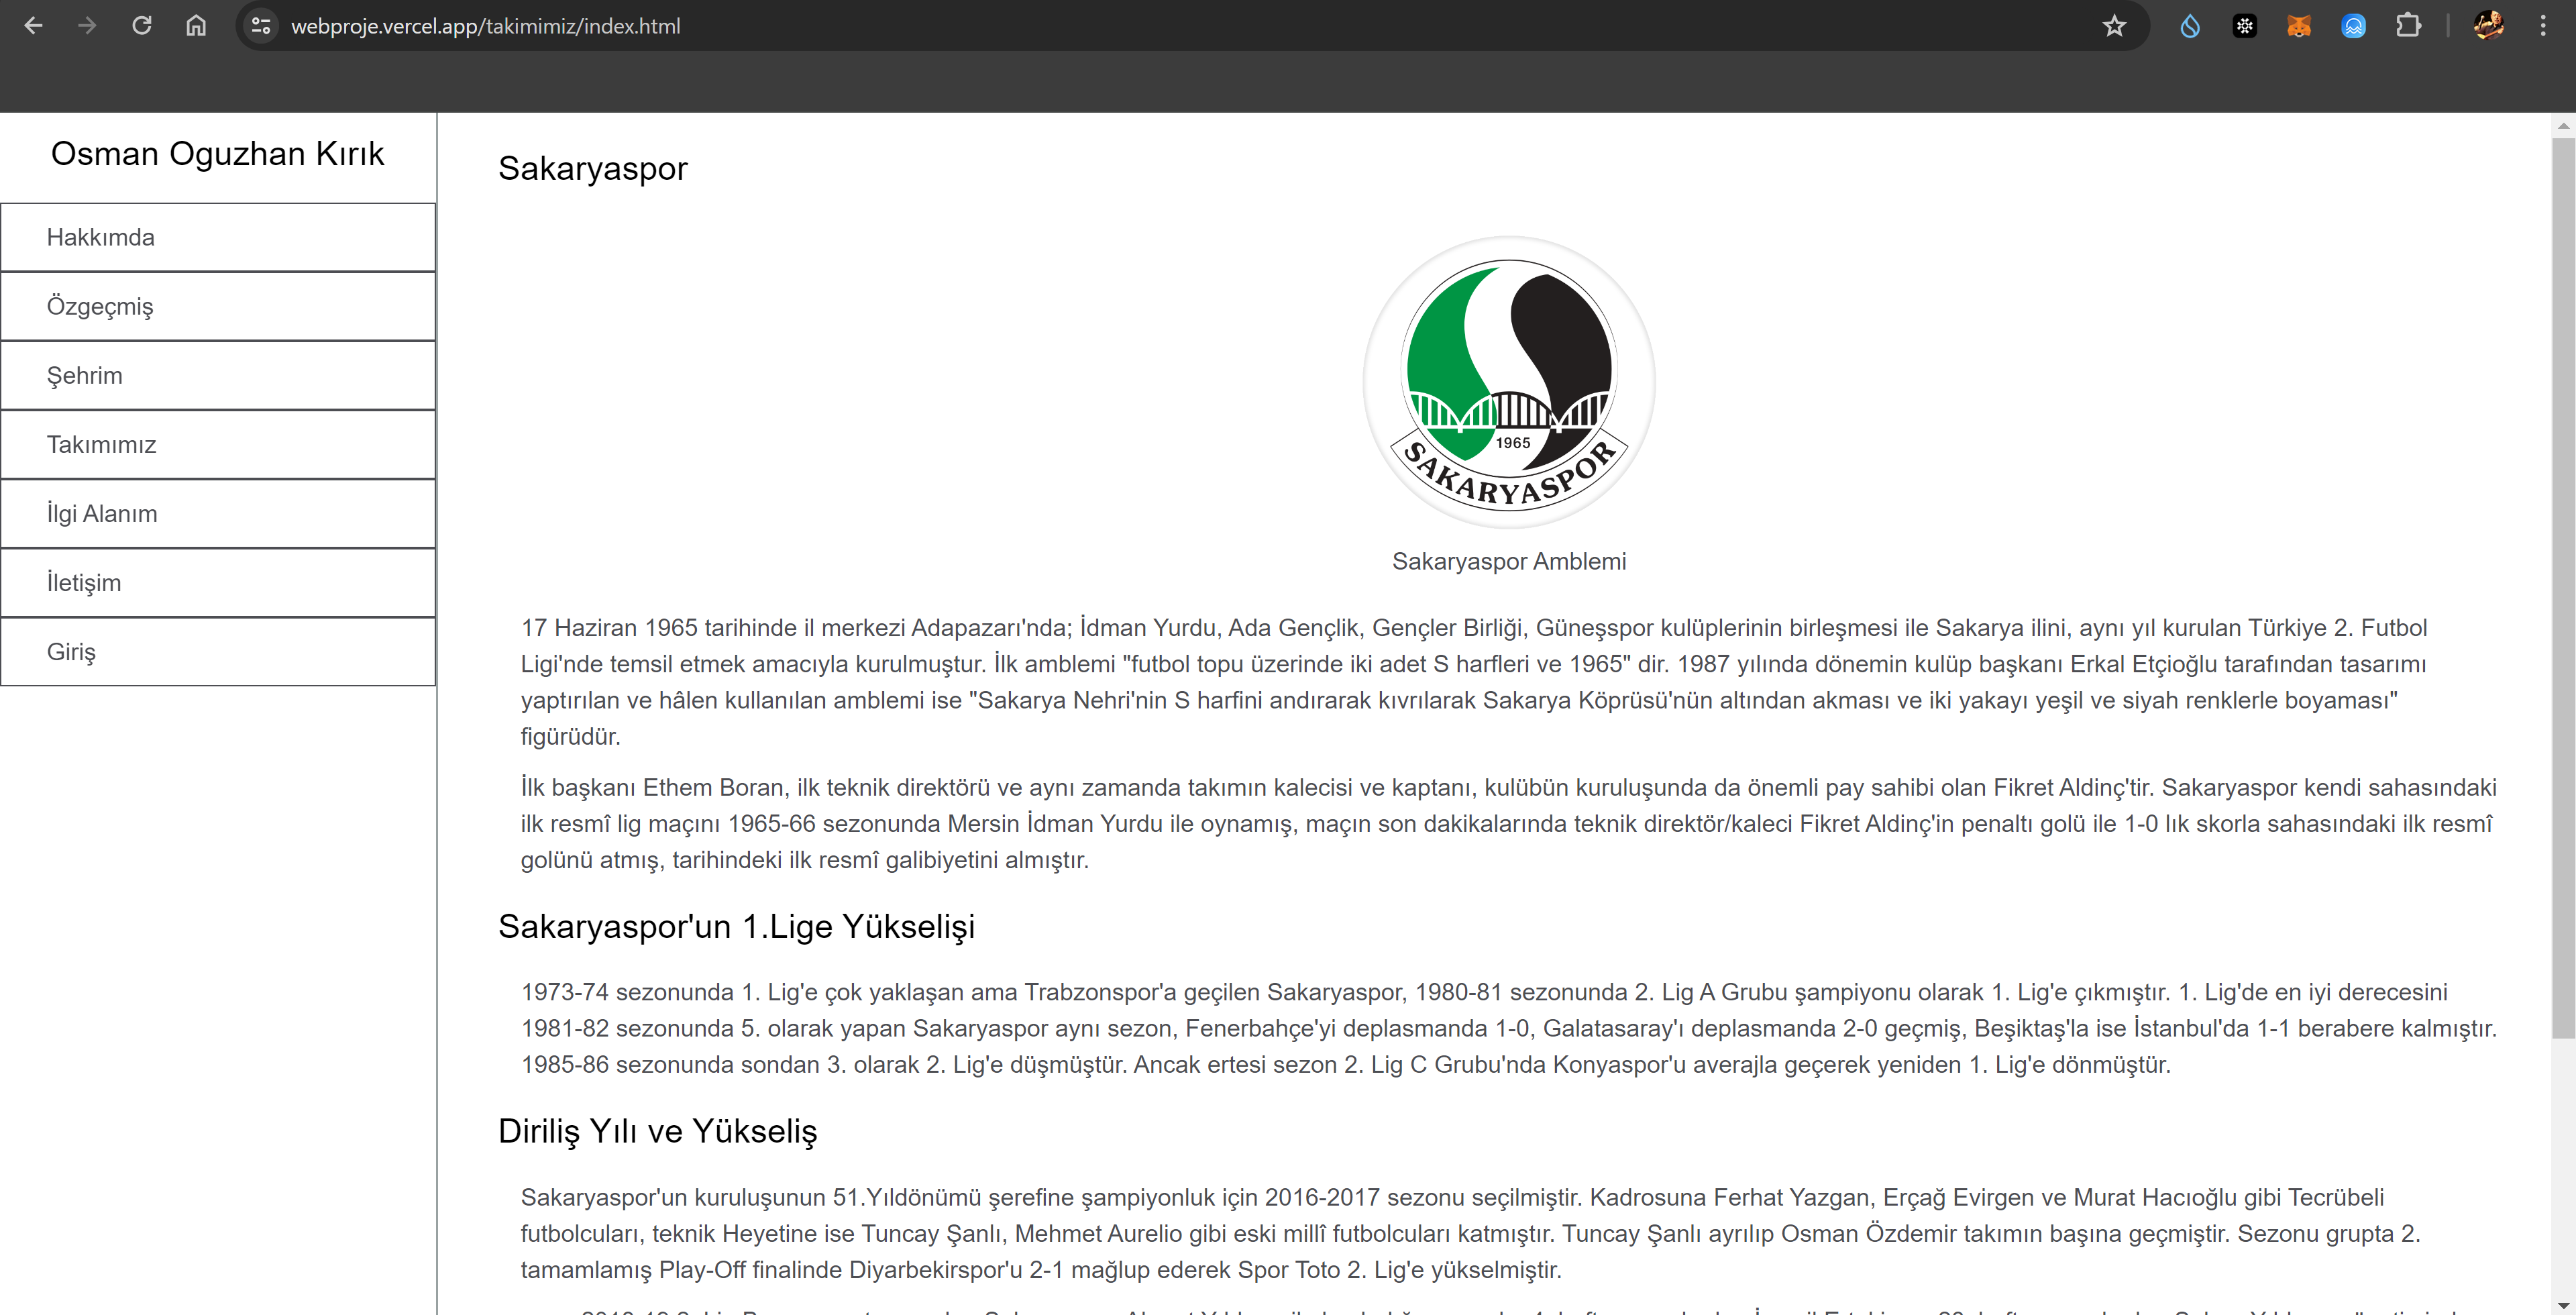 webproje.vercel.app/takimimiz/index.html
Osman Oguzhan Kırık
Hakkımda
Özgeçmiş
Şehrim
Takımımız
İlgi Alanım
İletişim
Giriş
Sakaryaspor
1965
SAKARYASPOR
Sakaryaspor Amblemi
17 Haziran 1965 tarihinde il merkezi Adapazarı'nda; İdman Yurdu, Ada Gençlik, Gençler Birliği, Güneşspor kulüplerinin birleşmesi ile Sakarya ilini, aynı yıl kurulan Türkiye 2. Futbol
Ligi'nde temsil etmek amacıyla kurulmuştur. İlk amblemi "futbol topu üzerinde iki adet S harfleri ve 1965" dir. 1987 yılında dönemin kulüp başkanı Erkal Etçioğlu tarafından tasarımı
yaptırılan ve hâlen kullanılan amblemi ise "Sakarya Nehri'nin S harfini andırarak kıvrılarak Sakarya Köprüsü'nün altından akması ve iki yakayı yeşil ve siyah renklerle boyaması"
figürüdür.
İlk başkanı Ethem Boran, ilk teknik direktörü ve aynı zamanda takımın kalecisi ve kaptanı, kulübün kuruluşunda da önemli pay sahibi olan Fikret Aldinç'tir. Sakaryaspor kendi sahasındaki
ilk resmî lig maçını 1965-66 sezonunda Mersin İdman Yurdu ile oynamış, maçın son dakikalarında teknik direktör/kaleci Fikret Aldinç'in penaltı golü ile 1-0 lık skorla sahasındaki ilk resmî
golünü atmış, tarihindeki ilk resmî galibiyetini almıştır.
Sakaryaspor'un 1.Lige Yükselişi
1973-74 sezonunda 1. Lig'e çok yaklaşan ama Trabzonspor'a geçilen Sakaryaspor, 1980-81 sezonunda 2. Lig A Grubu şampiyonu olarak 1. Lig'e çıkmıştır. 1. Lig'de en iyi derecesini
1981-82 sezonunda 5. olarak yapan Sakaryaspor aynı sezon, Fenerbahçe'yi deplasmanda 1-0, Galatasaray'ı deplasmanda 2-0 geçmiş, Beşiktaş'la ise İstanbul'da 1-1 berabere kalmıştır.
1985-86 sezonunda sondan 3. olarak 2. Lig'e düşmüştür. Ancak ertesi sezon 2. Lig C Grubu'nda Konyaspor'u averajla geçerek yeniden 1. Lig'e dönmüştür.
Diriliş Yılı ve Yükseliş
Sakaryaspor'un kuruluşunun 51.Yıldönümü şerefine şampiyonluk için 2016-2017 sezonu seçilmiştir. Kadrosuna Ferhat Yazgan, Erçağ Evirgen ve Murat Hacıoğlu gibi Tecrübeli
futbolcuları, teknik Heyetine ise Tuncay Şanlı, Mehmet Aurelio gibi eski millî futbolcuları katmıştır. Tuncay Şanlı ayrılıp Osman Özdemir takımın başına geçmiştir. Sezonu grupta 2.
tamamlamış Play-Off finalinde Diyarbekirspor'u 2-1 mağlup ederek Spor Toto 2. Lig'e yükselmiştir.